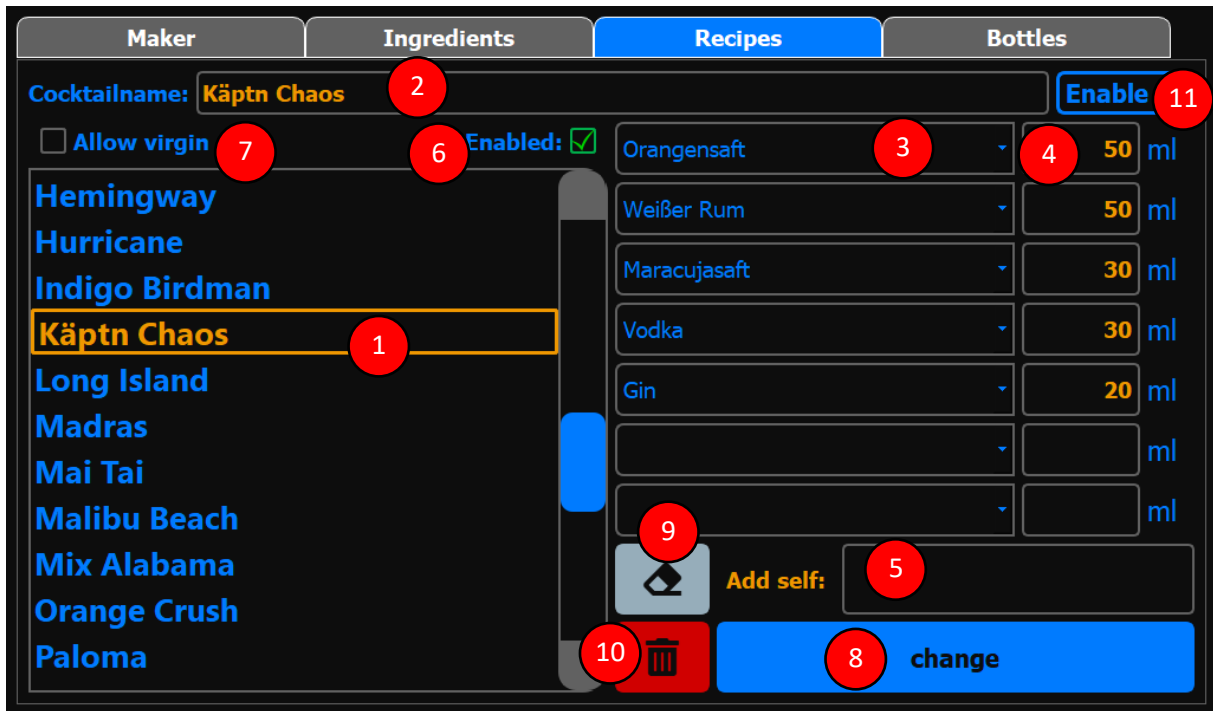 Maker Ingredients Recipes Bottles
Cocktailname: Käptn Chaos 2 Enable 11
Allow virgin 7 6 Enabled: Orangensaft 3 4 50 ml
Hemingway
Weißer Rum 50 ml
Hurricane
Maracujasaft 30 ml
Indigo Birdman
Käptn Chaos 1
Vodka 30 ml
Long Island
Gin 20 ml
Madras
ml
Mai Tai
Malibu Beach
ml
9
Mix Alabama
Add self: 5
Orange Crush
Paloma
10 8 change